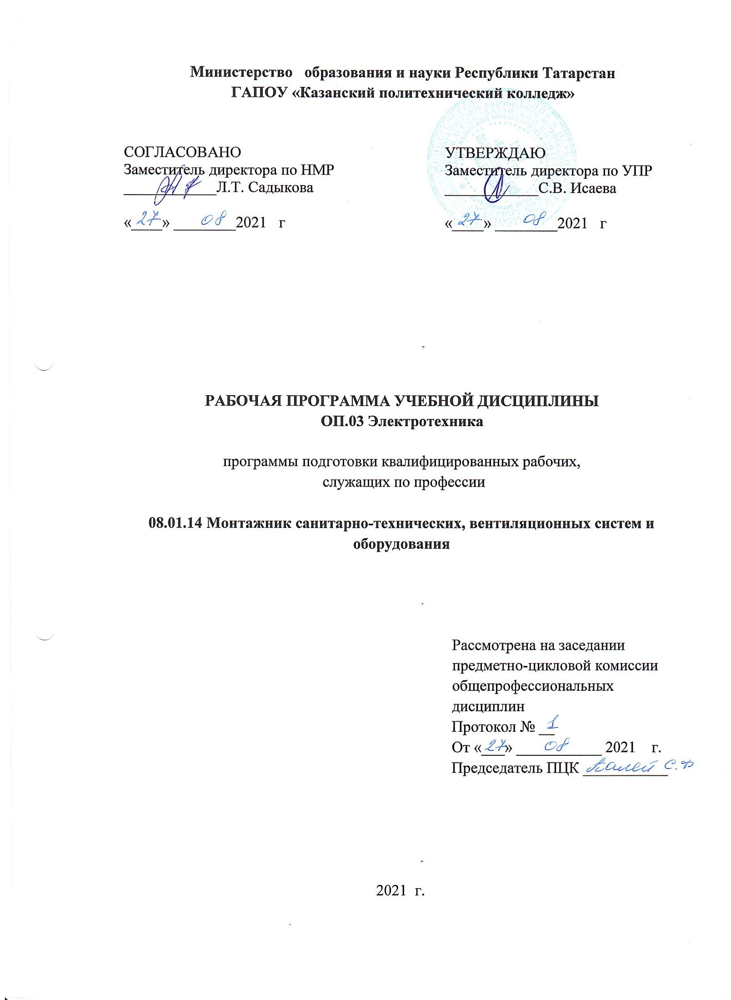 Министерство образования и науки Республики Татарстан
ГАПОУ «Казанский политехнический колледж»
СОГЛАСОВАНО
Заместитель директора по НМР
____________Л.Т. Садыкова
«27» 08 2021 г
УТВЕРЖДАЮ
Заместитель директора по УПР
____________С.В. Исаева
«27» 08 2021 г
РАБОЧАЯ ПРОГРАММА УЧЕБНОЙ ДИСЦИПЛИНЫ
ОП.03 Электротехника
программы подготовки квалифицированных рабочих,
служащих по профессии
08.01.14 Монтажник санитарно-технических, вентиляционных систем и
оборудования
Рассмотрена на заседании
предметно-цикловой комиссии
общепрофессиональных
дисциплин
Протокол № 1
От «27» 08 2021 г.
Председатель ПЦК
2021 г.